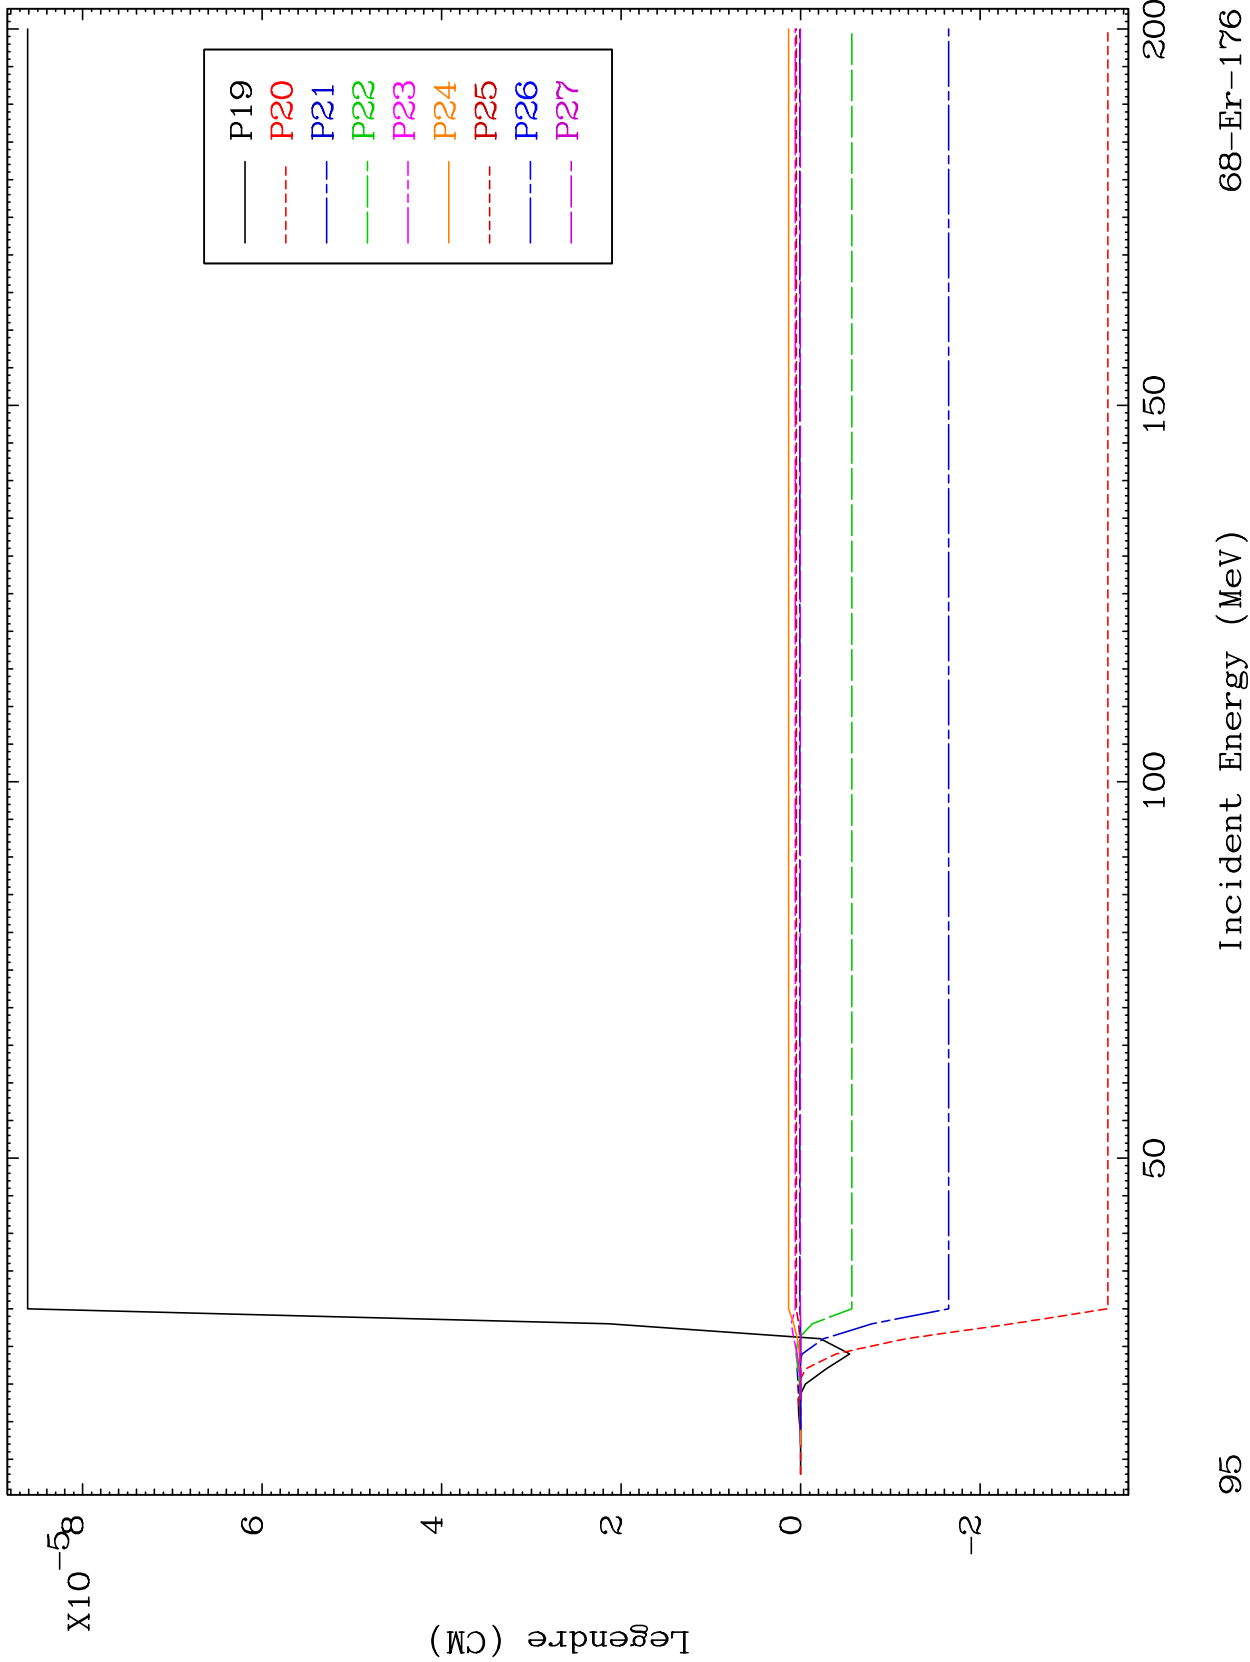 X10^-5
8
6
4
2
0
-2
Legendre (CM)
P19
P20
P21
P22
P23
P24
P25
P26
P27
50
100
150
200
Incident Energy (MeV)
95
68-Er-176